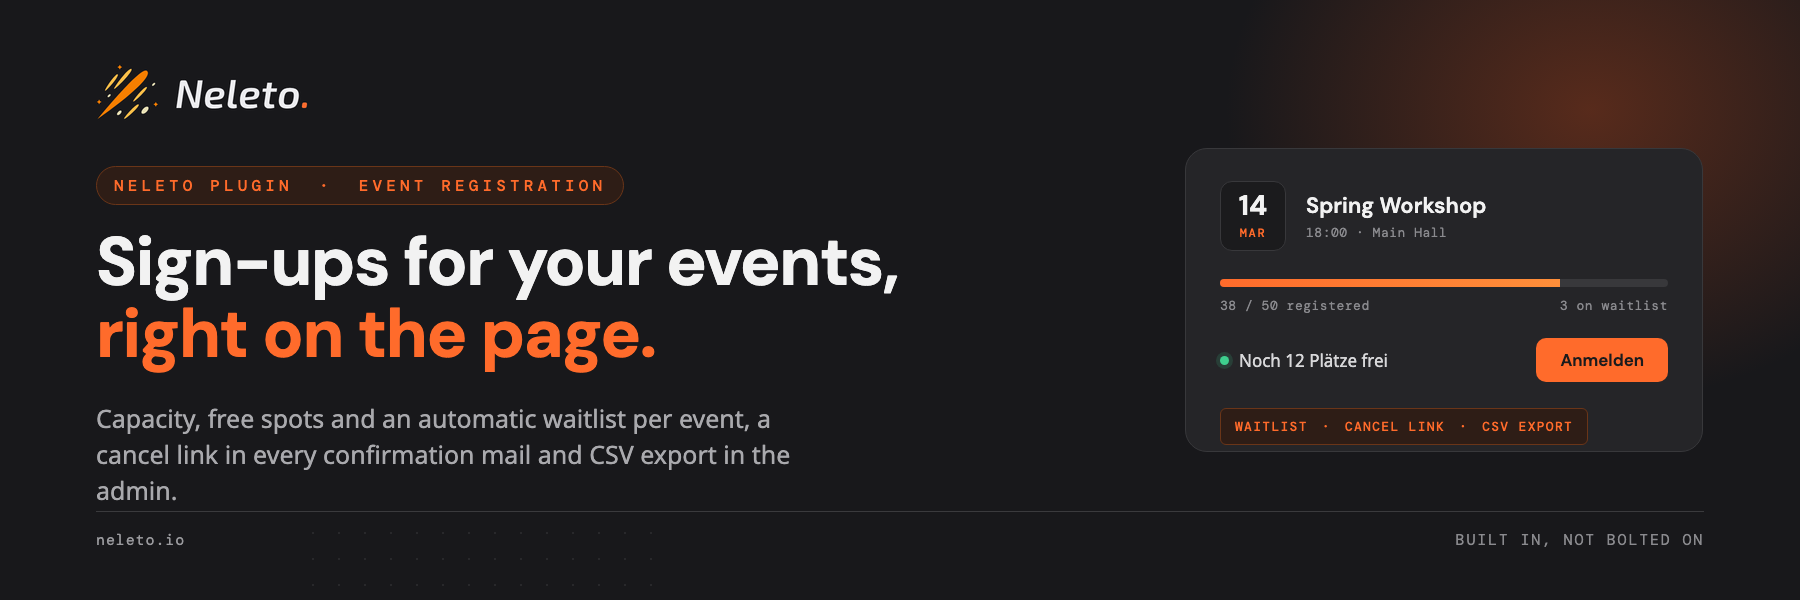 Neleto.
NELETO PLUGIN · EVENT REGISTRATION
Sign-ups for your events,
right on the page.
Capacity, free spots and an automatic waitlist per event, a
cancel link in every confirmation mail and CSV export in the
admin.
14
MAR
Spring Workshop
18:00 · Main Hall
38 / 50 registered
3 on waitlist
Noch 12 Plätze frei
Anmelden
WAITLIST · CANCEL LINK · CSV EXPORT
neleto.io
BUILT IN, NOT BOLTED ON